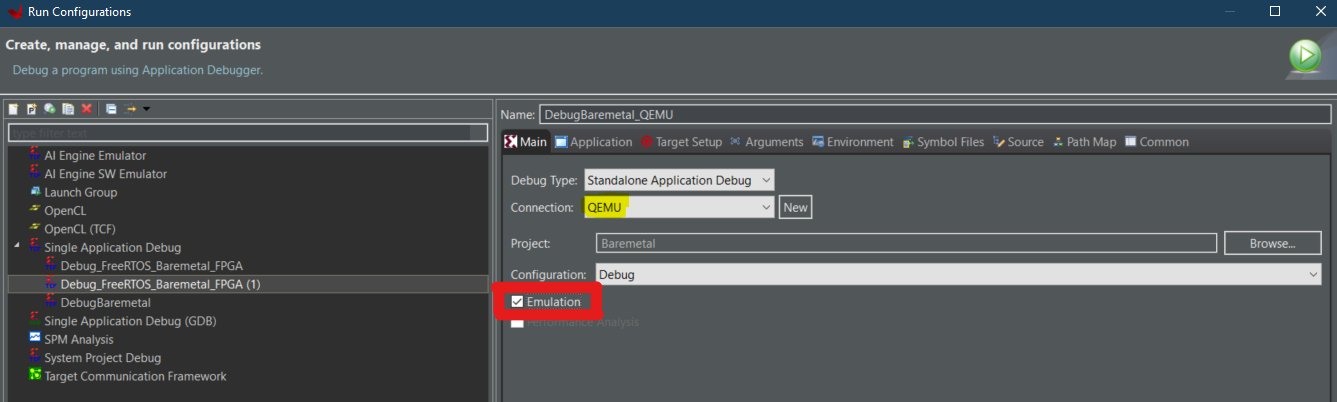 Run Configurations
Create, manage, and run configurations
Debug a program using Application Debugger.
type filter text
AI Engine Emulator
AI Engine SW Emulator
Launch Group
OpenCL
OpenCL (TCF)
Single Application Debug
Debug_FreeRTOS_Baremetal_FPGA
Debug_FreeRTOS_Baremetal_FPGA (1)
DebugBaremetal
Single Application Debug (GDB)
SPM Analysis
System Project Debug
Target Communication Framework
Name: DebugBaremetal_QEMU
Main Application Target Setup Arguments Environment Symbol Files Source Path Map Common
Debug Type: Standalone Application Debug
Connection: QEMU New
Project: Baremetal Browse...
Configuration: Debug
Emulation
Performance Analysis